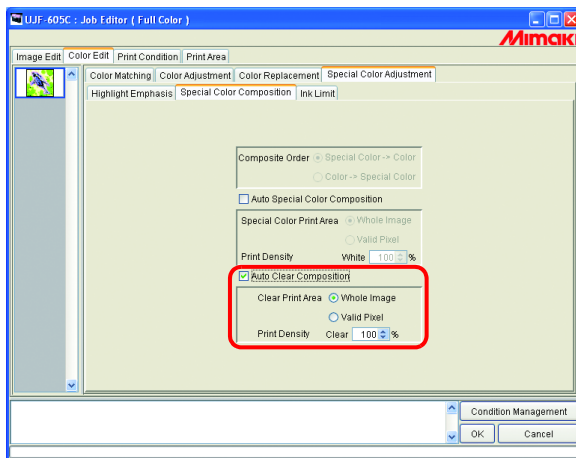 UJF-605C : Job Editor ( Full Color )
Mimaki
Image Edit Color Edit Print Condition Print Area
Color Matching Color Adjustment Color Replacement Special Color Adjustment
Highlight Emphasis Special Color Composition Ink Limit
Composite Order Special Color -> Color
Color -> Special Color
Auto Special Color Composition
Special Color Print Area Whole Image
Valid Pixel
Print Density White 100 %
Auto Clear Composition
Clear Print Area Whole Image
Valid Pixel
Print Density Clear 100 %
Condition Management
OK Cancel